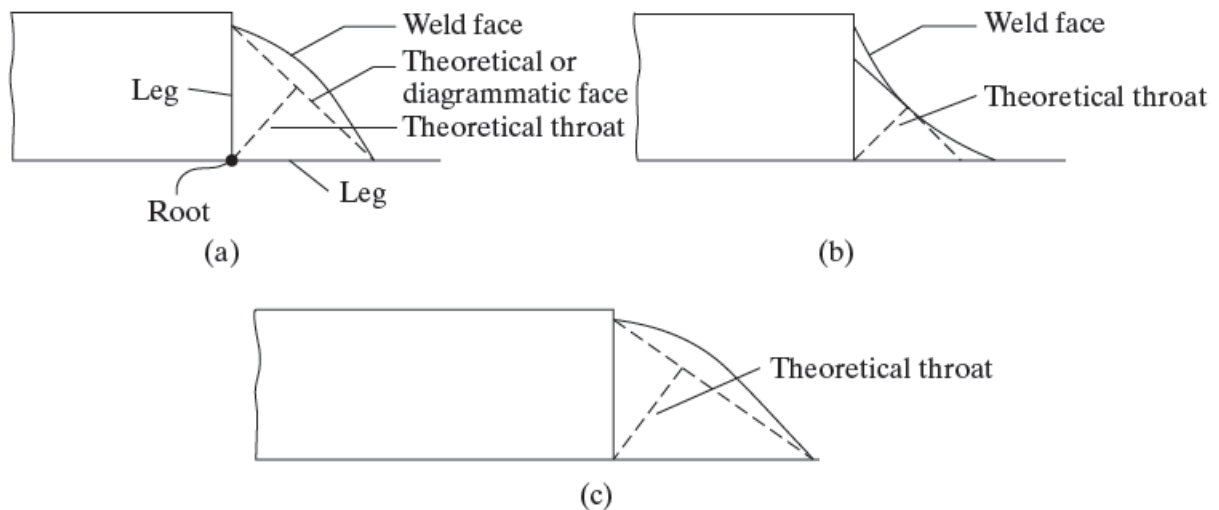 Weld face
Theoretical or
diagrammatic face
Leg
Theoretical throat
Leg
Root
(a)
Weld face
Theoretical throat
(b)
Theoretical throat
(c)